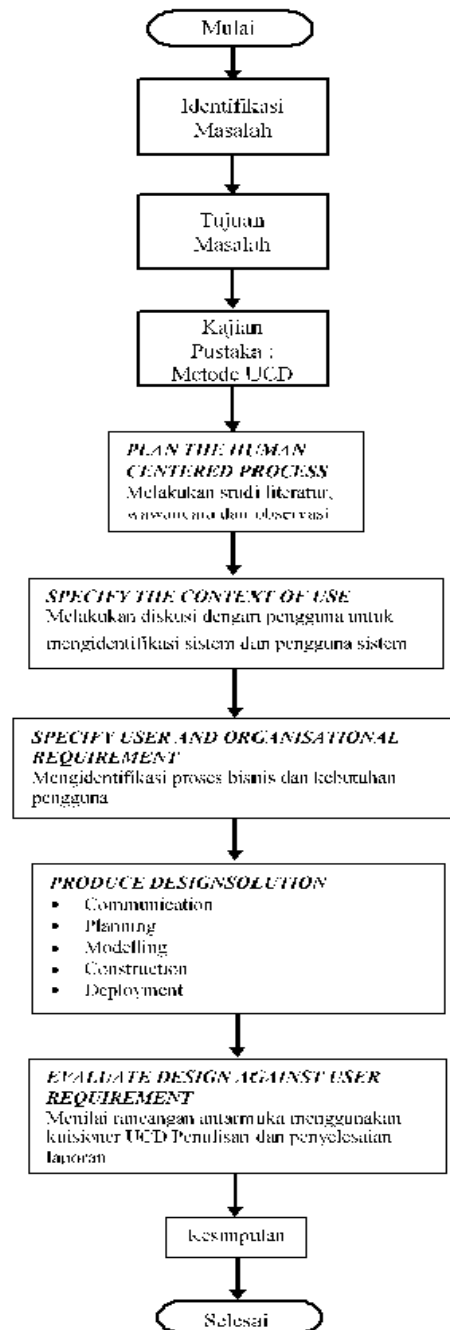 Mulai
Identifikasi
Masalah
Tujuan
Masalah
Kajian
Pustaka :
Metode UCD
PLAN THE HUMAN
CENTERED PROCESS
Melakukan studi literatur,
wawancara dan observasi
SPECIFY THE CONTEXT OF USE
Melakukan diskusi dengan pengguna untuk
mengidentifikasi sistem dan pengguna sistem
SPECIFY USER AND ORGANISATIONAL
REQUIREMENT
Mengidentifikasi proses bisnis dan kebutuhan
pengguna
PRODUCE DESIGNSOLUTION
• Communication
• Planning
• Modelling
• Construction
• Deployment
EVALUATE DESIGN AGAINST USER
REQUIREMENT
Menilai rancangan antarmuka menggunakan
kuisioner UCD Penulisan dan penyelesaian
laporan
Kesimpulan
Selesai